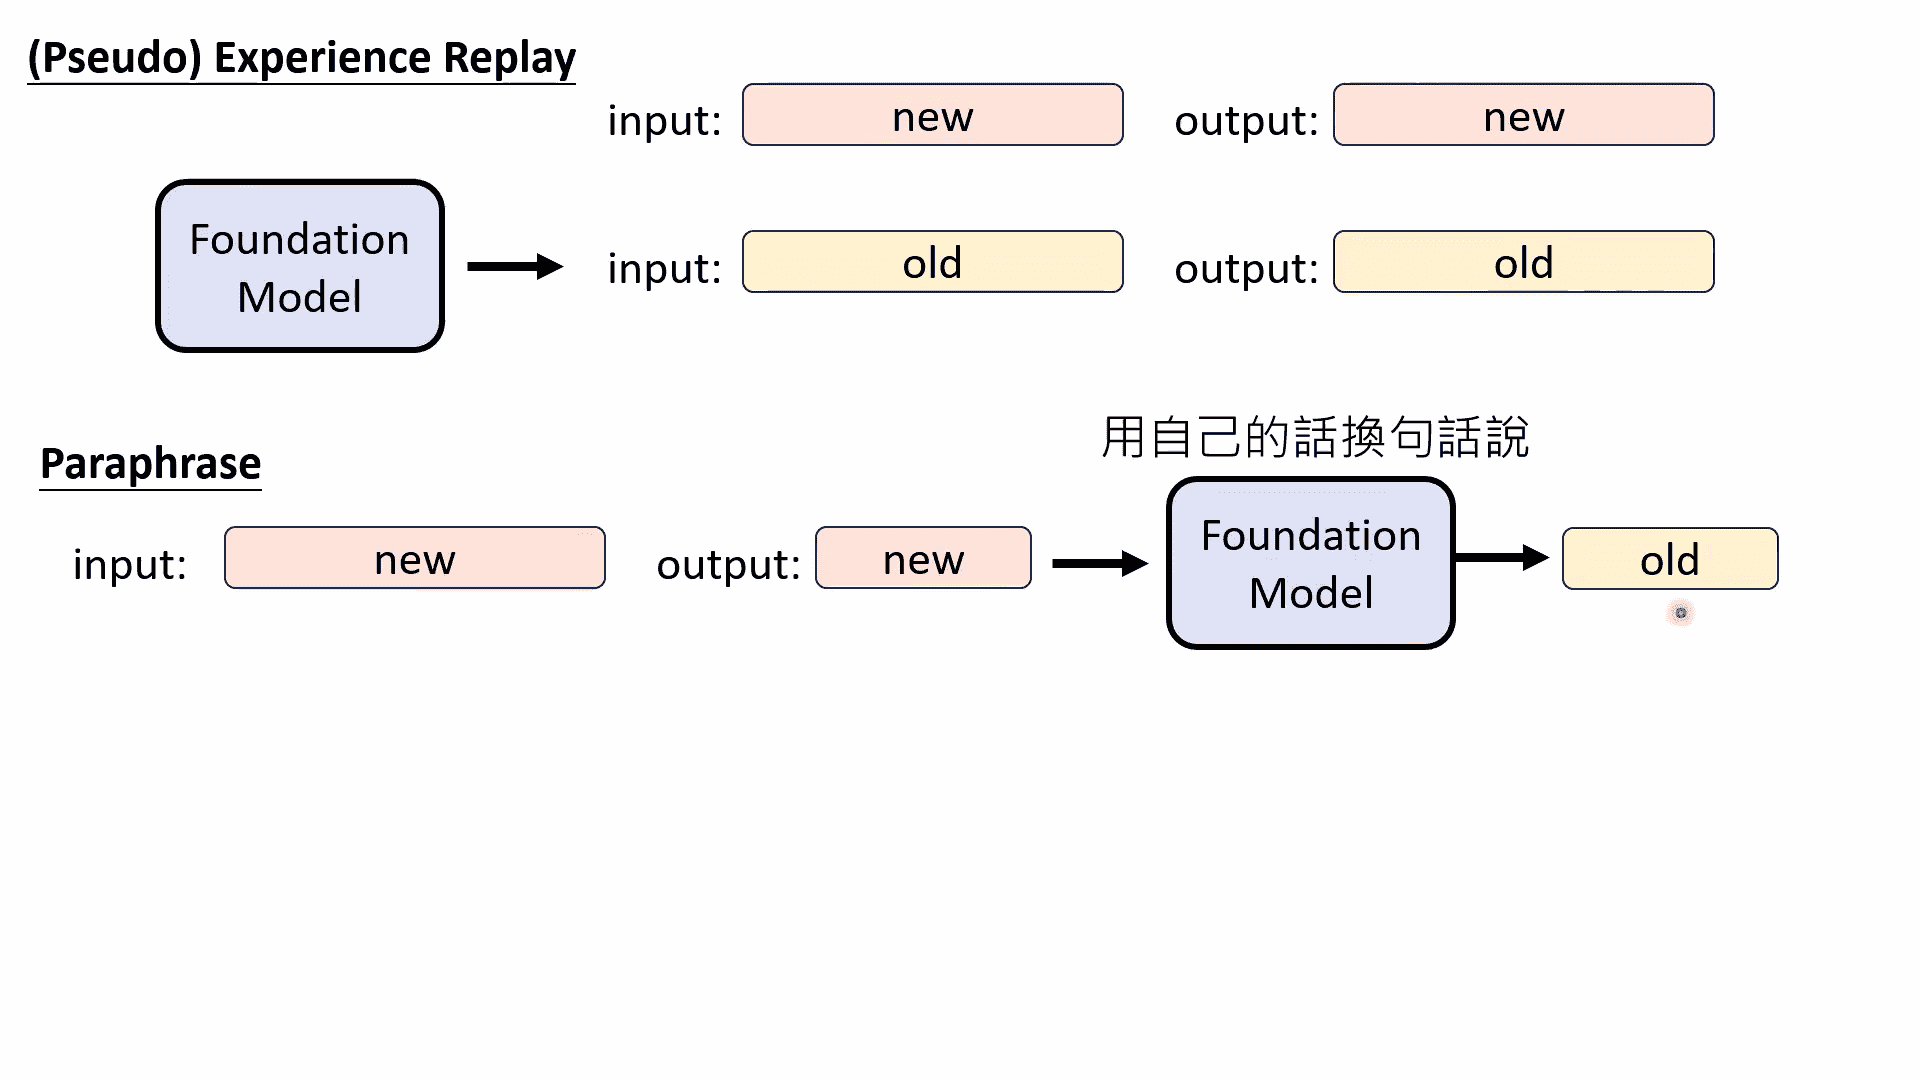 (Pseudo) Experience Replay
input: new output: new
Foundation
Model
input: old output: old
用自己的話換句話說
Paraphrase
input: new output: new
Foundation
Model
old